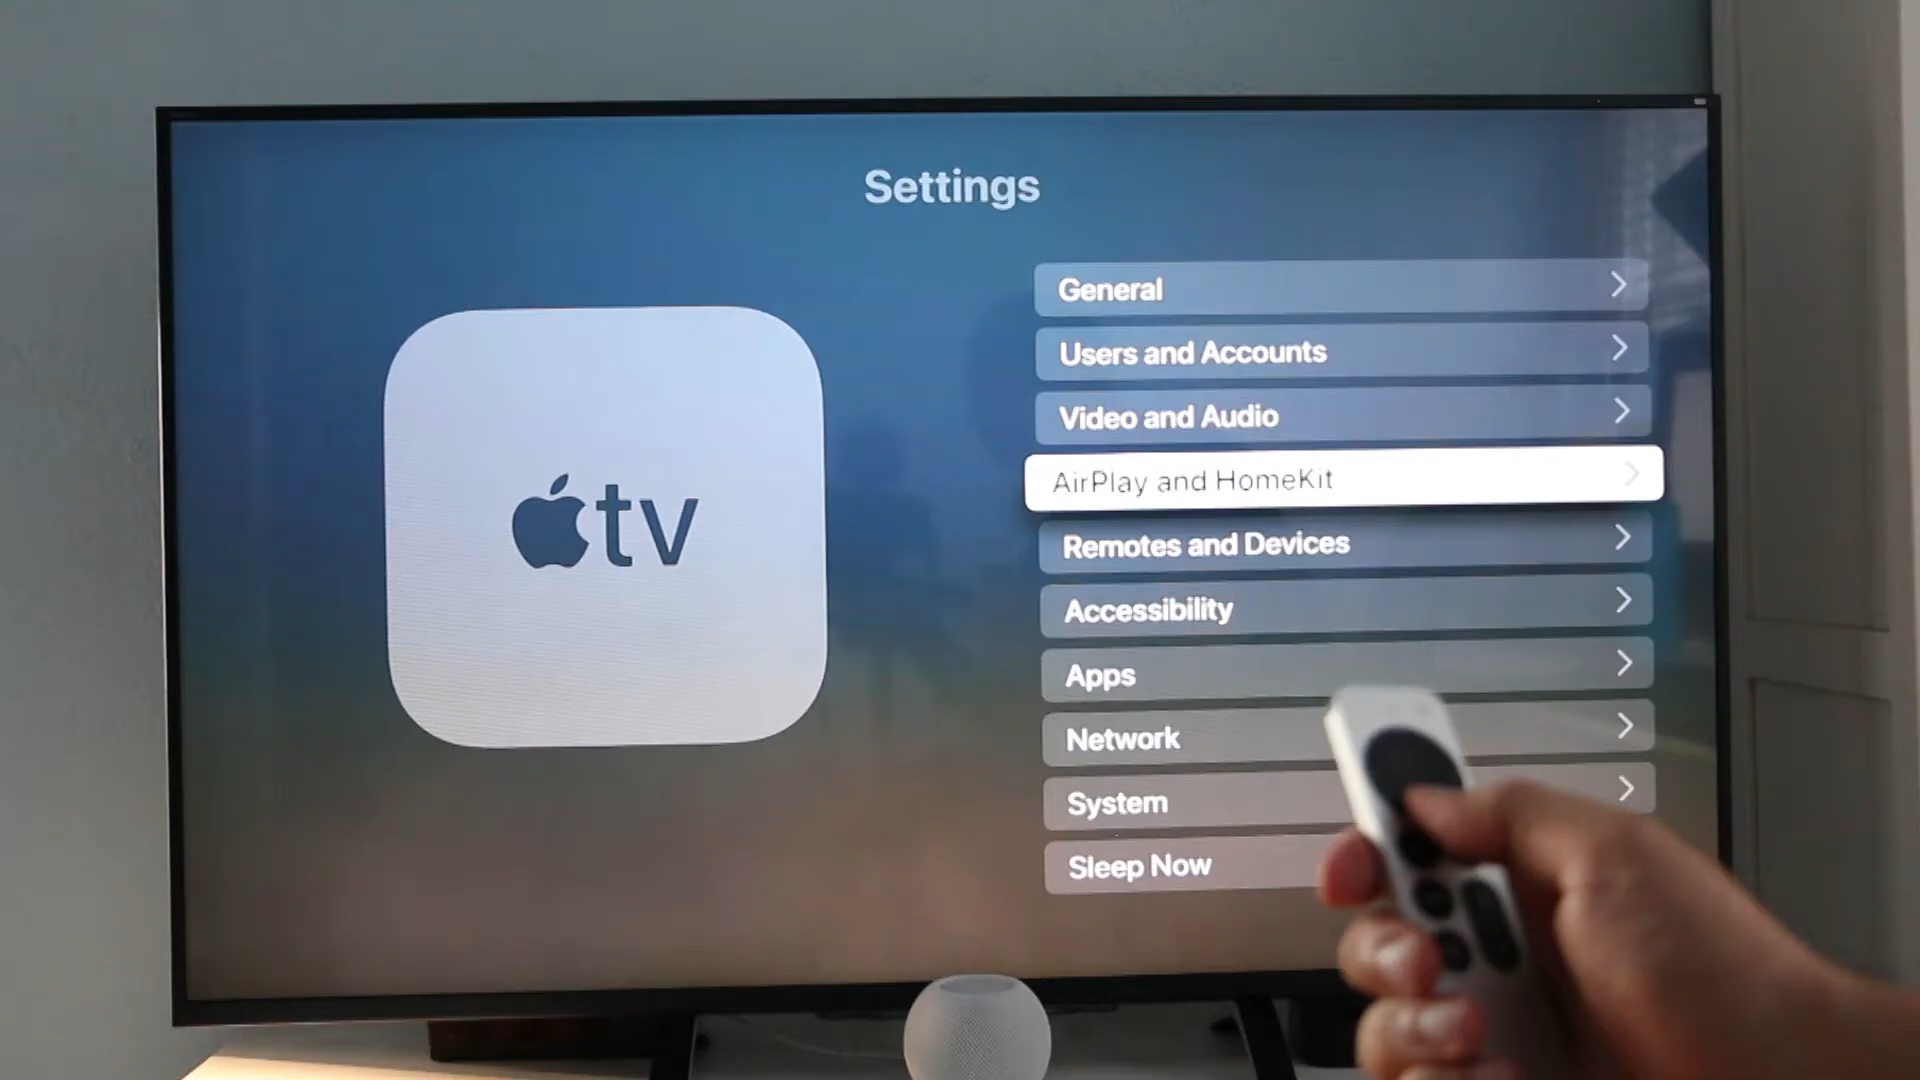 Settings
tv
General
Users and Accounts
Video and Audio
AirPlay and HomeKit
Remotes and Devices
Accessibility
Apps
Network
System
Sleep Now